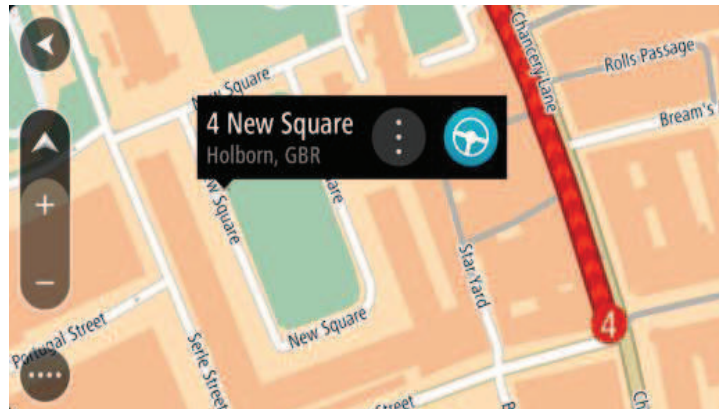 Chancery Lane
Rolls Passage
New Square
4 New Square
Holborn, GBR
Bream's
New Square
Star Yard
New Square
4
Portugal Street
Serle Street
Street